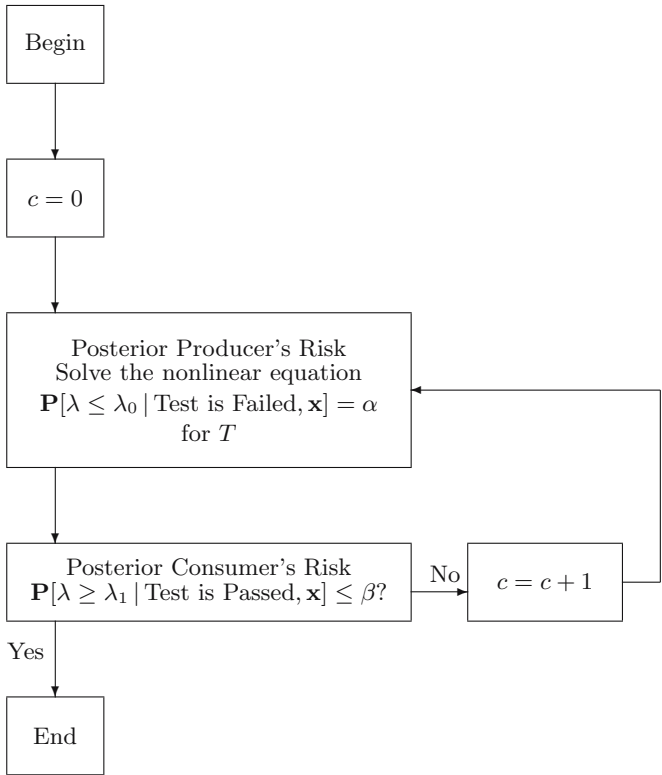 Begin
c = 0
Posterior Producer's Risk
Solve the nonlinear equation
P[λ ≤ λ₀ | Test is Failed, x] = α
for T
Posterior Consumer's Risk
P[λ ≥ λ₁ | Test is Passed, x] ≤ β?
No
c = c + 1
Yes
End